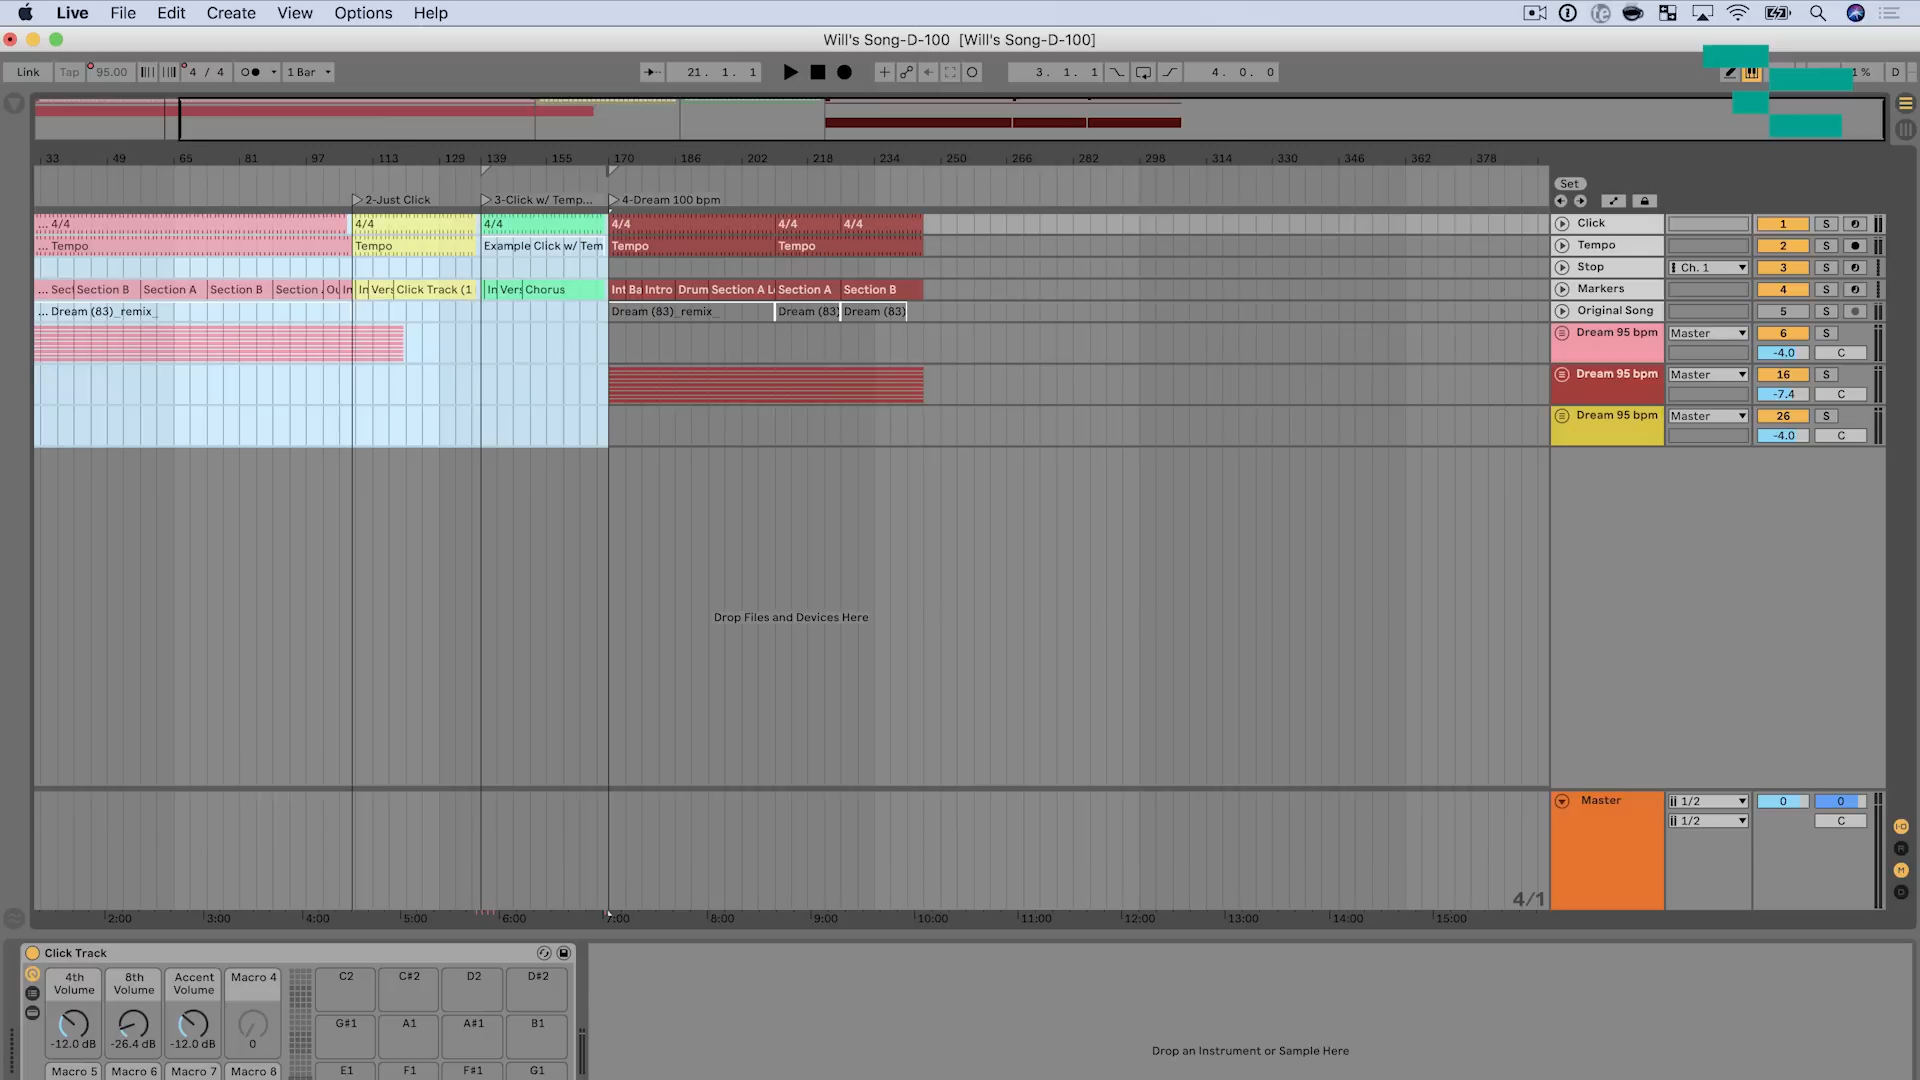 Live File Edit Create View Options Help
Will's Song-D-100 [Will's Song-D-100]
Link Tap 95.00 4 / 4 1 Bar 21. 1. 1 3. 1. 1 4. 0. 0 1 % D
33 49 65 81 97 113 129 139 155 170 186 202 218 234 250 266 282 298 314 330 346 362 378
Set
2-Just Click 3-Click w/ Temp... 4-Dream 100 bpm
... 4/4 4/4 4/4 4/4 4/4 4/4 Click 1 S
... Tempo Tempo Example Click w/ Tem Tempo Tempo Tempo 2 S
Stop Ch. 1 3 S
... Sect Section B Section A Section B Section Ou In In Vers Click Track (1 In Vers Chorus Int Ba Intro Drum Section A L Section A Section B Markers 4 S
... Dream (83)_remix_ Dream (83)_remix_ Dream (83) Dream (83) Original Song 5 S
Dream 95 bpm Master 6 S
-4.0 C
Dream 95 bpm Master 16 S
-7.4 C
Dream 95 bpm Master 26 S
-4.0 C
Drop Files and Devices Here
Master 1/2 0 0
1/2 C
I-O
R
M
D
4/1
2:00 3:00 4:00 5:00 6:00 7:00 8:00 9:00 10:00 11:00 12:00 13:00 14:00 15:00
Click Track
4th Volume 8th Volume Accent Volume Macro 4 C2 C#2 D2 D#2
-12.0 dB -26.4 dB -12.0 dB 0 G#1 A1 A#1 B1
Macro 5 Macro 6 Macro 7 Macro 8 E1 F1 F#1 G1
Drop an Instrument or Sample Here